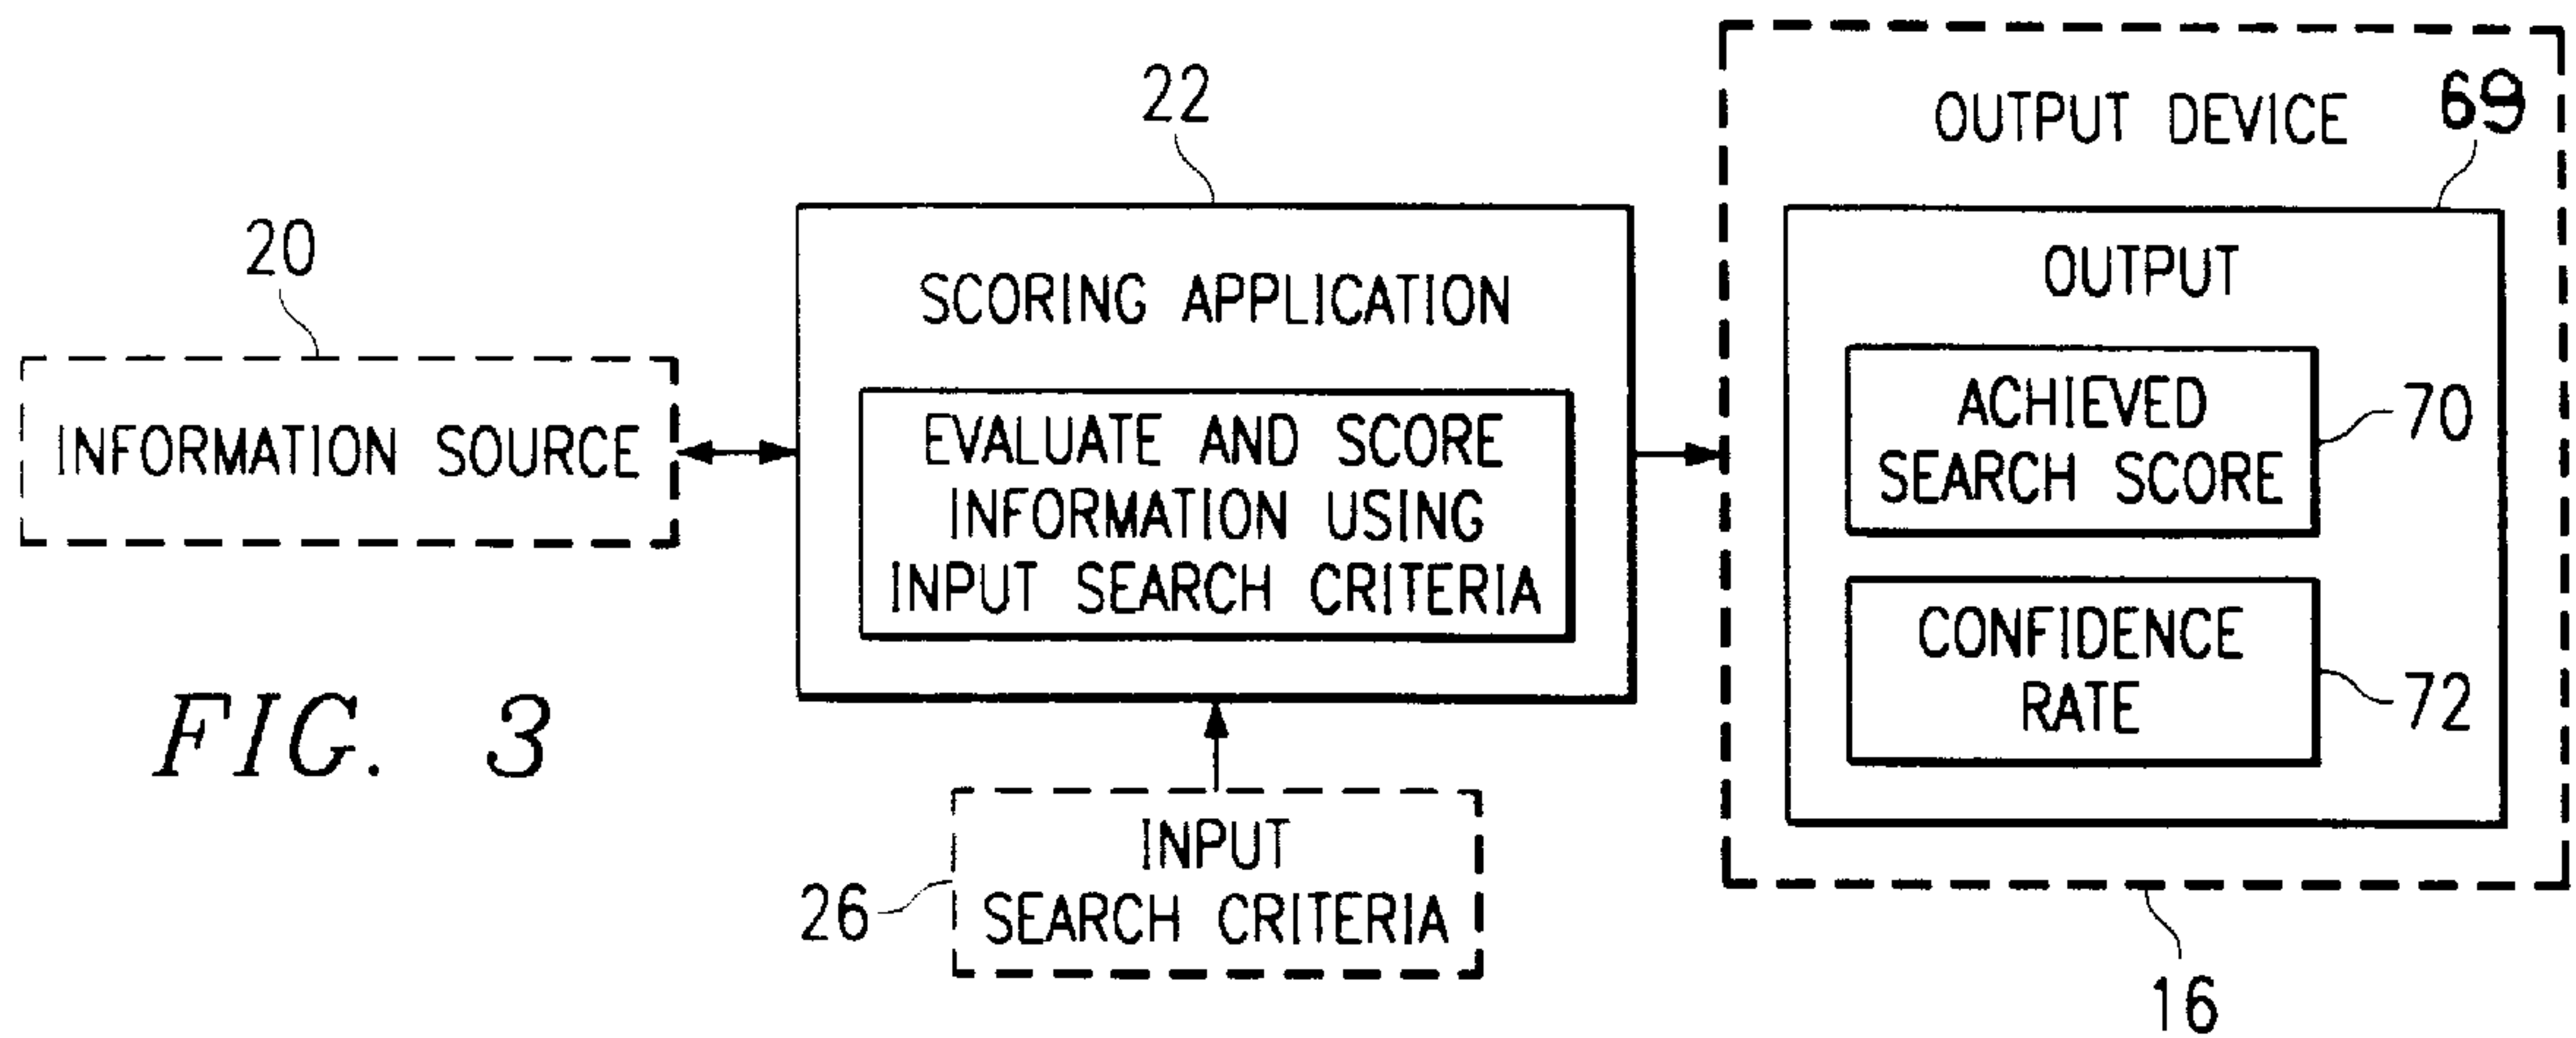 22
OUTPUT DEVICE
69
20
SCORING APPLICATION
OUTPUT
INFORMATION SOURCE
EVALUATE AND SCORE
INFORMATION USING
INPUT SEARCH CRITERIA
ACHIEVED
SEARCH SCORE
70
CONFIDENCE
RATE
72
FIG. 3
INPUT
SEARCH CRITERIA
26
16